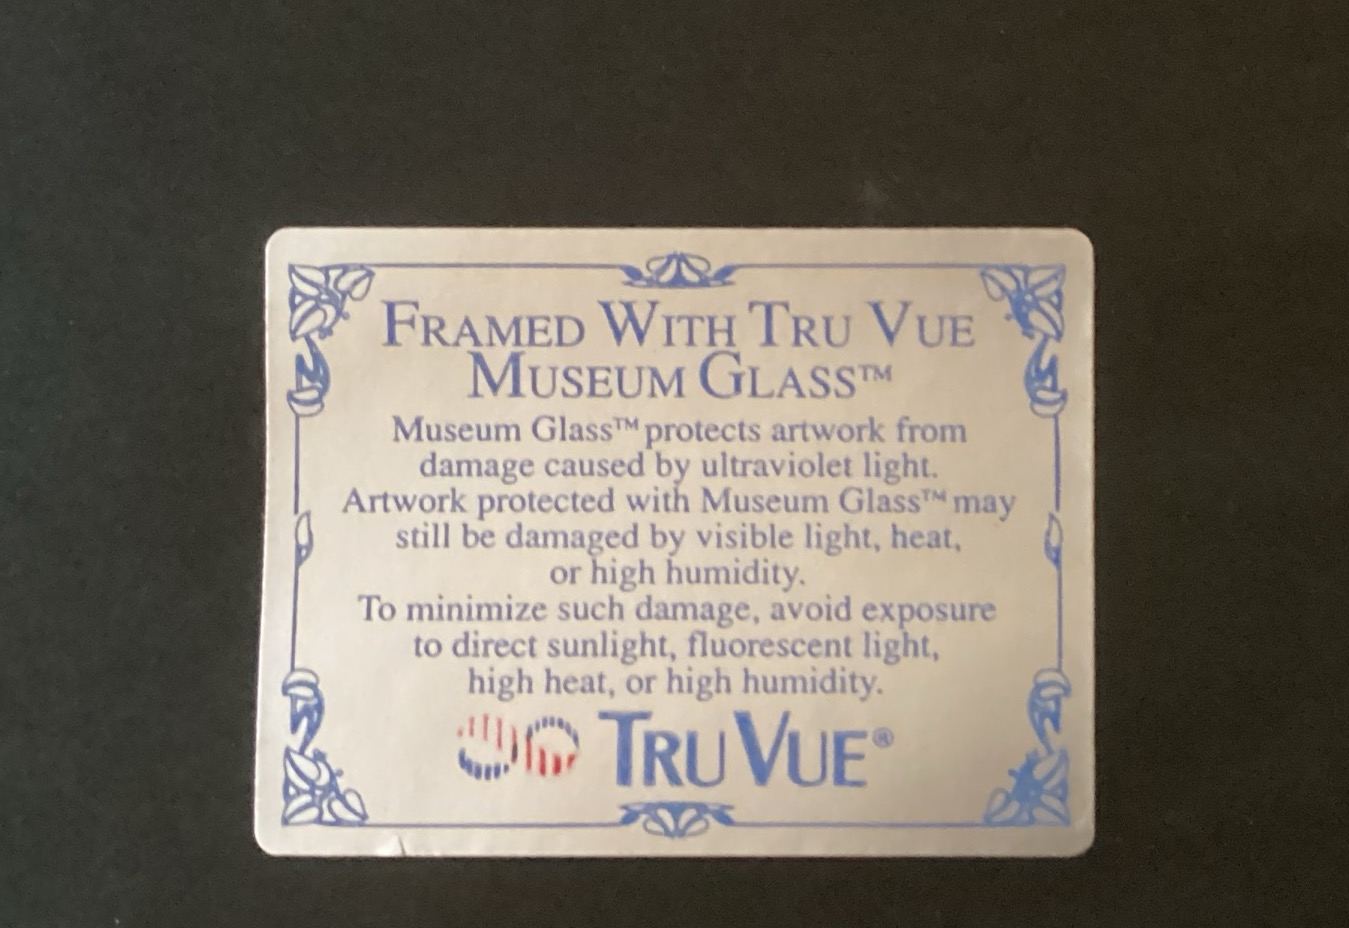 FRAMED WITH TRU VUE
MUSEUM GLASS™
Museum Glass™ protects artwork from
damage caused by ultraviolet light.
Artwork protected with Museum Glass™ may
still be damaged by visible light, heat,
or high humidity.
To minimize such damage, avoid exposure
to direct sunlight, fluorescent light,
high heat, or high humidity.
TRU VUE®